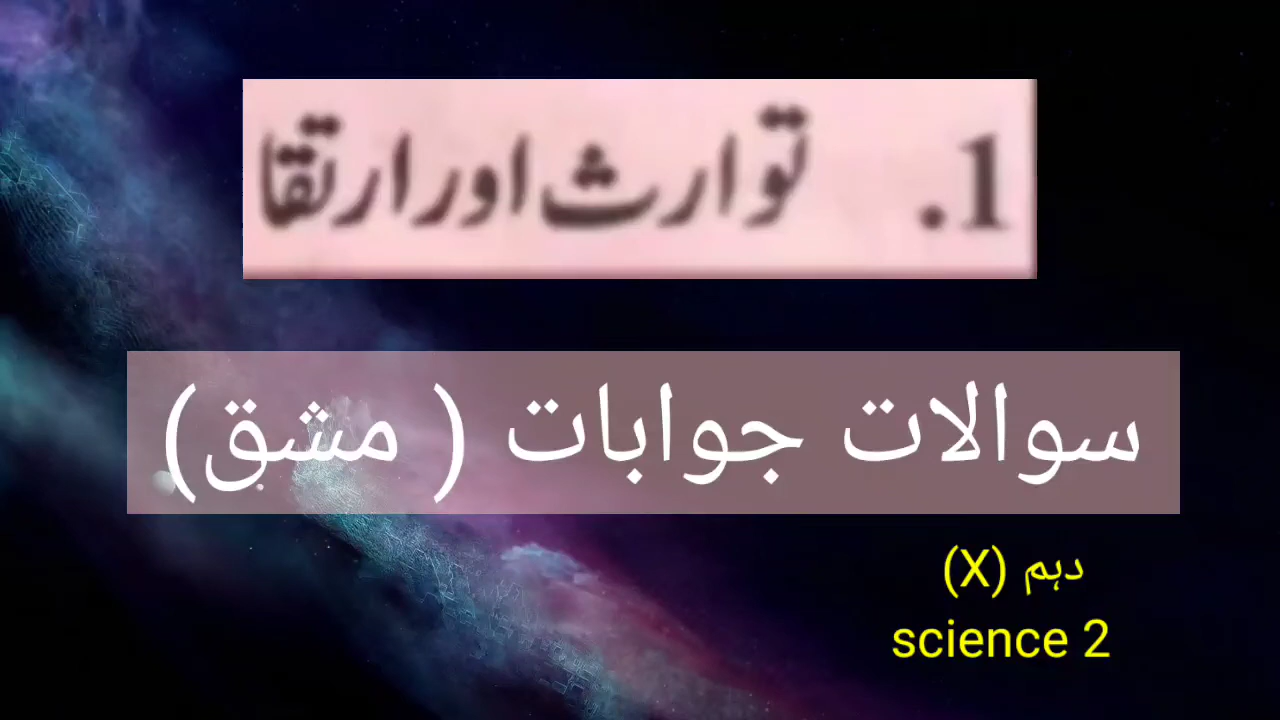 1. توارث اور ارتقا
سوالات جوابات ( مشق)
دہم (X)
science 2